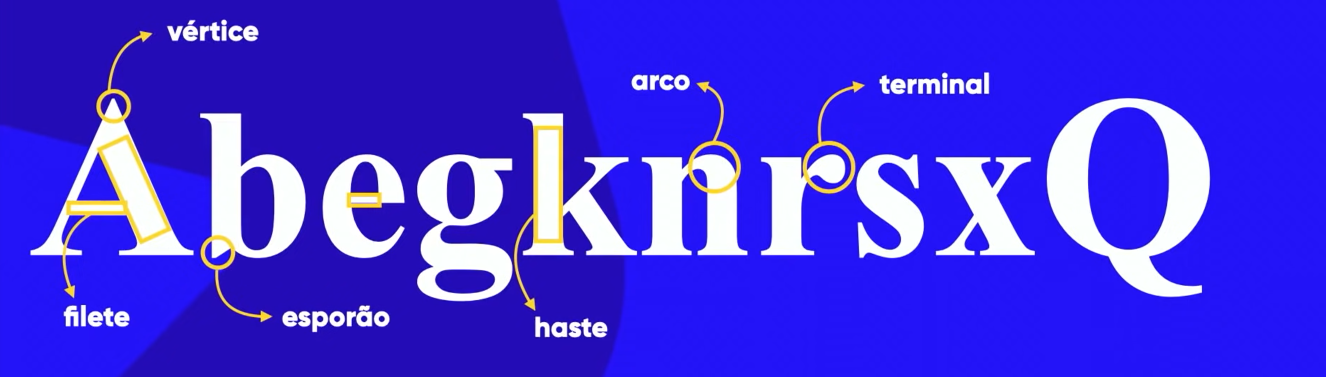 vértice
arco
terminal
AbegknrsxQ
filete
esporão
haste